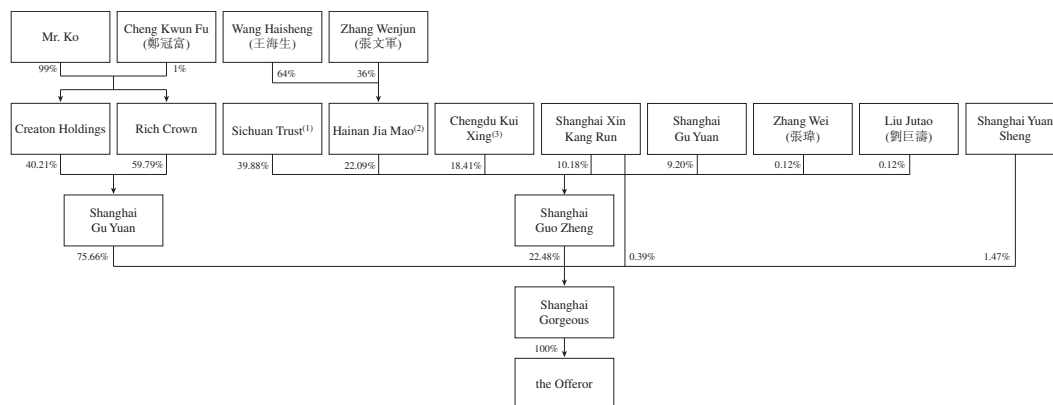 Mr. Ko
Cheng Kwun Fu
(鄭冠富)
Wang Haisheng
(王海生)
Zhang Wenjun
(張文軍)
99%
1%
64%
36%
Creaton Holdings
Rich Crown
Sichuan Trust(1)
Hainan Jia Mao(2)
Chengdu Kui
Xing(3)
Shanghai Xin
Kang Run
Shanghai
Gu Yuan
Zhang Wei
(張瑋)
Liu Jutao
(劉巨濤)
Shanghai Yuan
Sheng
40.21%
59.79%
39.88%
22.09%
18.41%
10.18%
9.20%
0.12%
0.12%
Shanghai
Gu Yuan
Shanghai
Guo Zheng
75.66%
22.48%
0.39%
1.47%
Shanghai
Gorgeous
100%
the Offeror